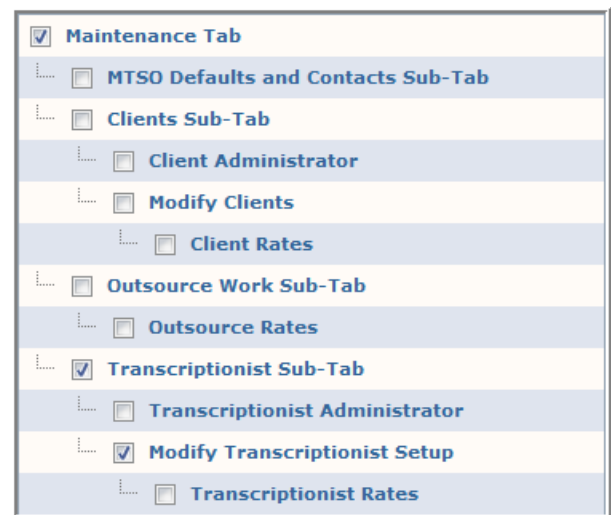 Maintenance Tab
MTSO Defaults and Contacts Sub-Tab
Clients Sub-Tab
Client Administrator
Modify Clients
Client Rates
Outsource Work Sub-Tab
Outsource Rates
Transcriptionist Sub-Tab
Transcriptionist Administrator
Modify Transcriptionist Setup
Transcriptionist Rates